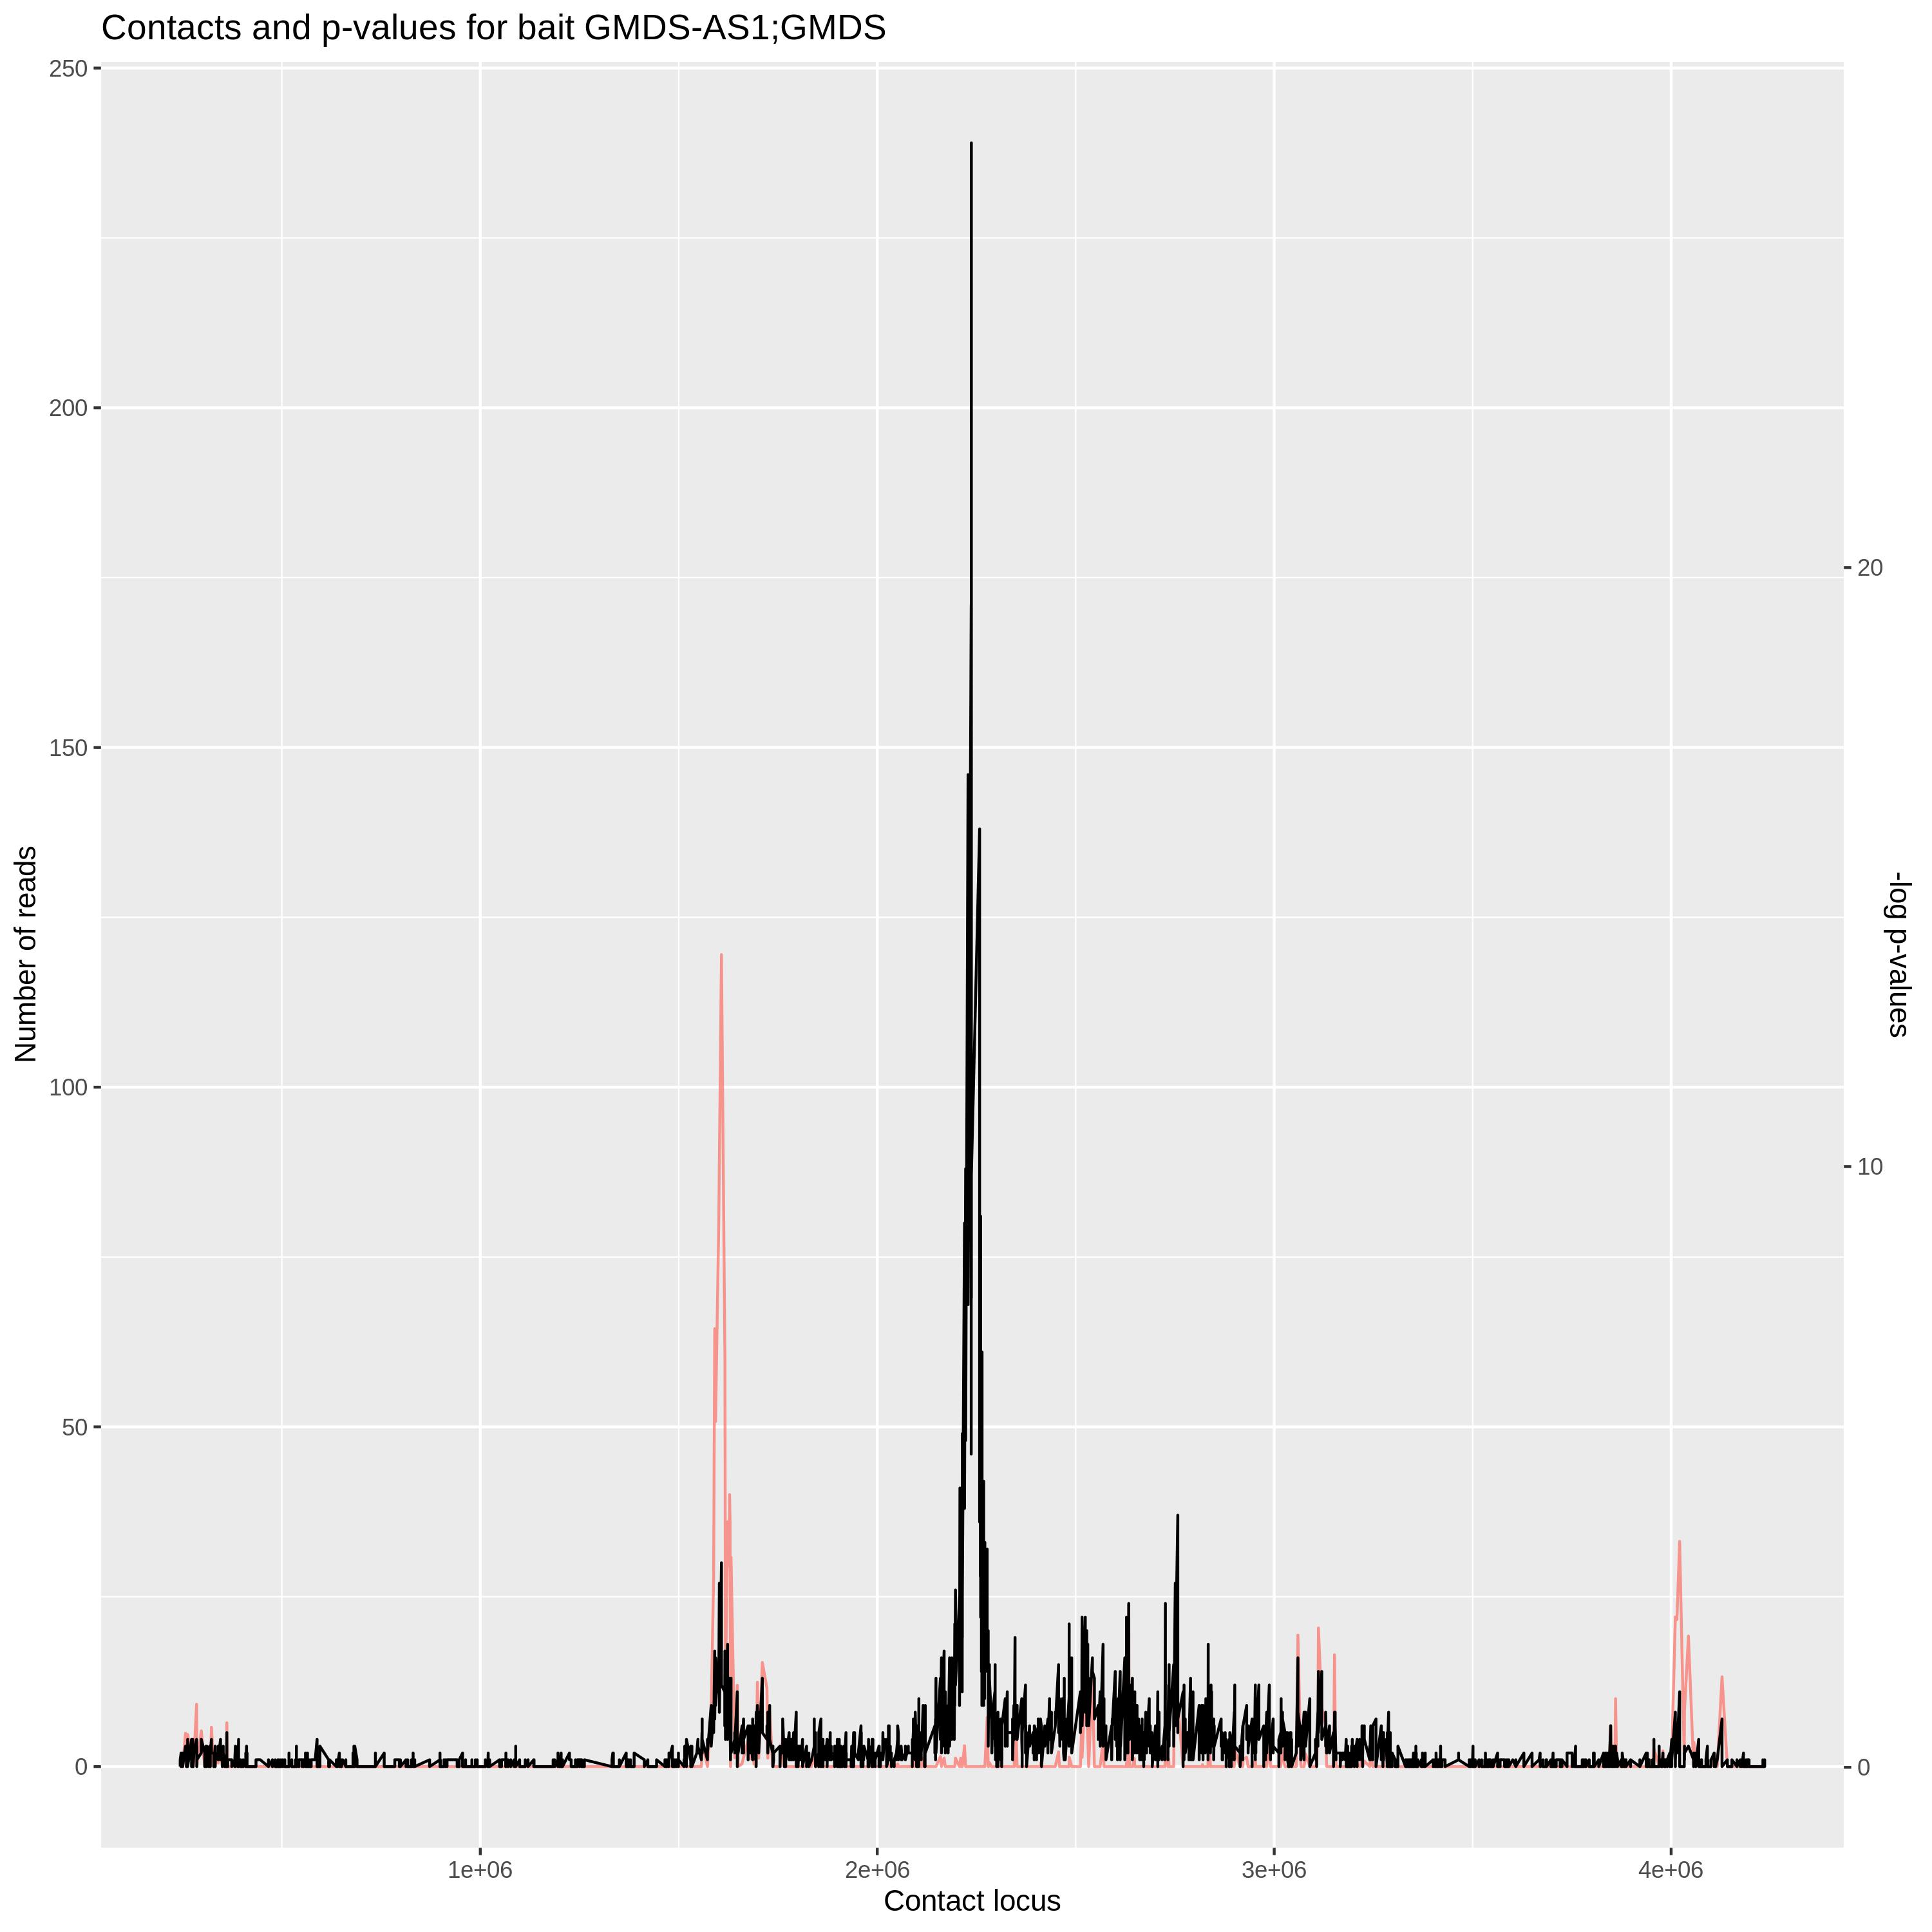 Contacts and p-values for bait GMDS-AS1;GMDS
250
200
150
100
50
0
Number of reads
20
10
0
-log p-values
1e+06
2e+06
3e+06
4e+06
Contact locus